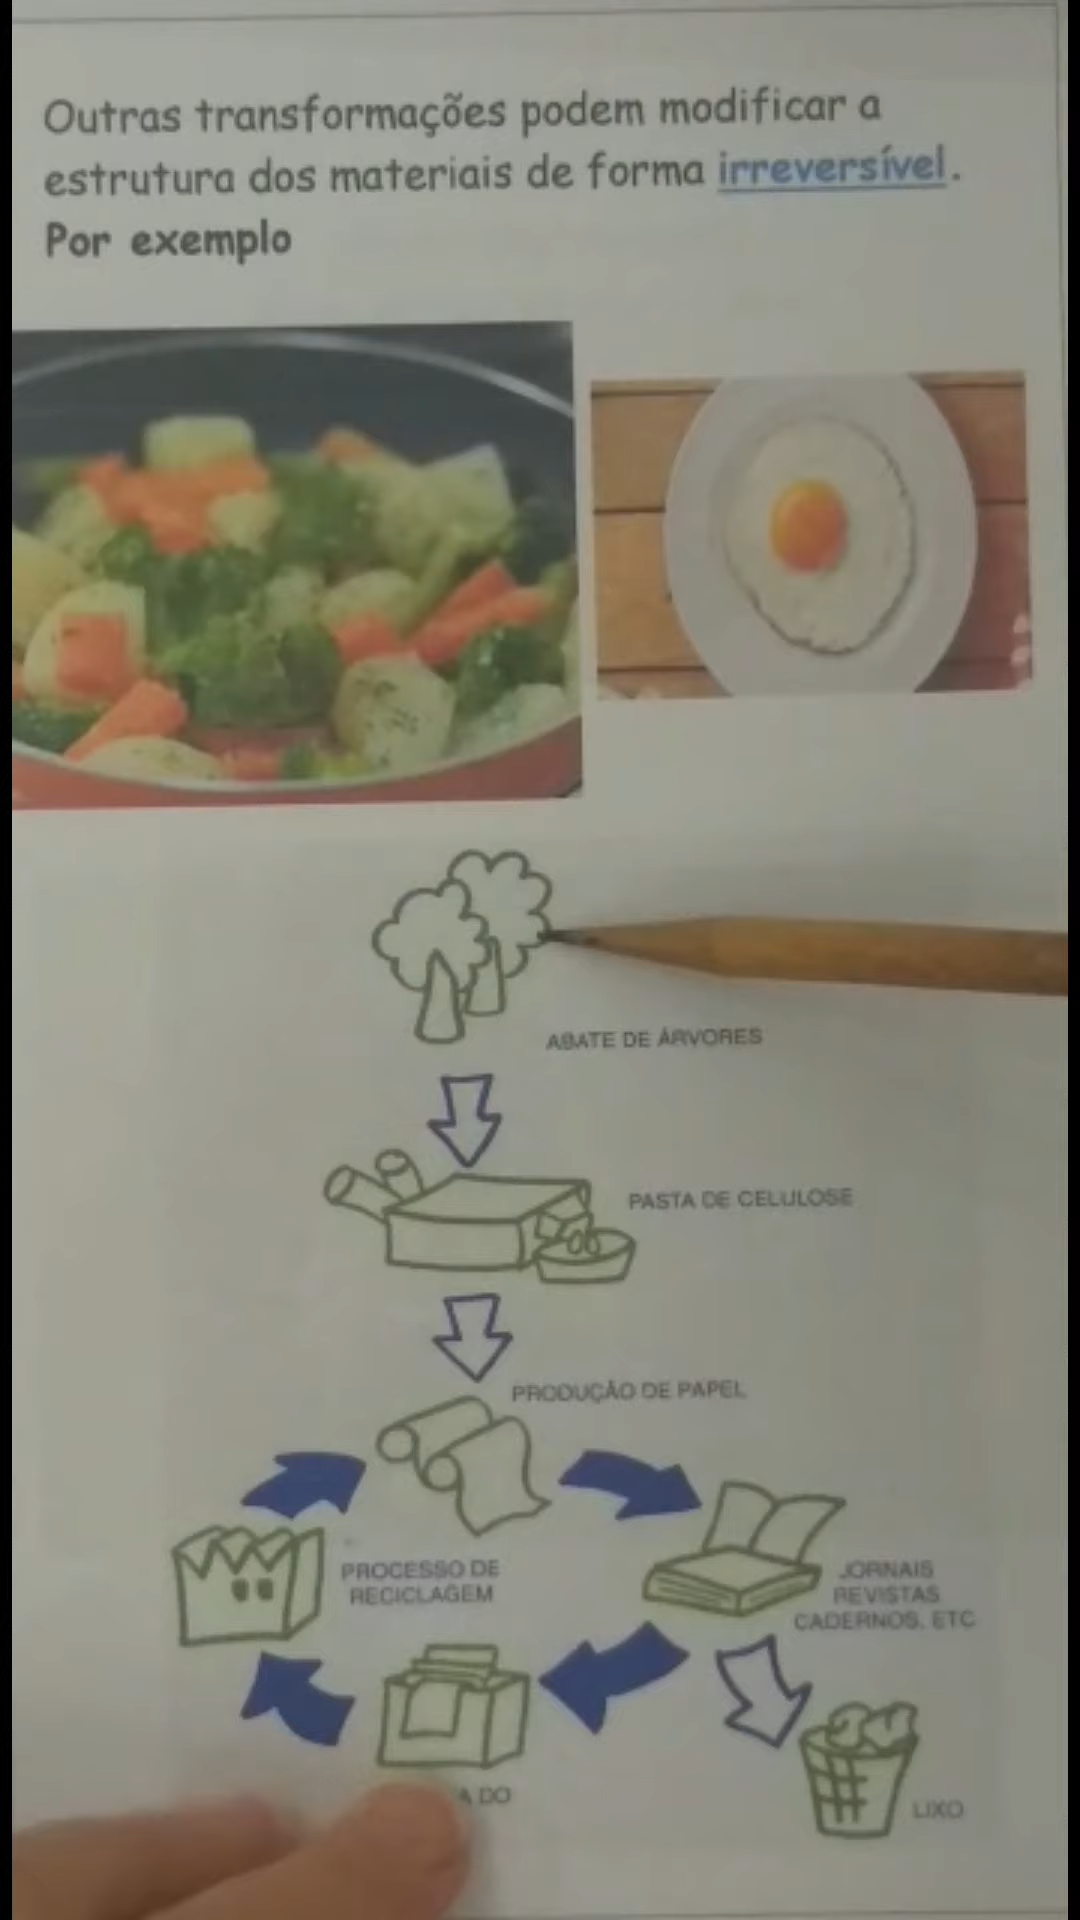 Outras transformações podem modificar a
estrutura dos materiais de forma irreversível.
Por exemplo
ABATE DE ÁRVORES
PASTA DE CELULOSE
PRODUÇÃO DE PAPEL
PROCESSO DE
RECICLAGEM
JORNAIS
REVISTAS
CADERNOS, ETC
DO
LIXO